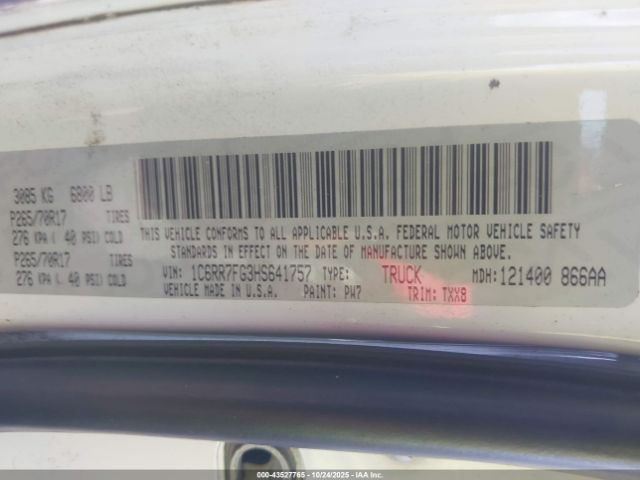 3085 KG 6800 LB
P265/70R17 TIRES
276 KPA ( 40 PSI) COLD
P265/70R17 TIRES
276 KPA ( 40 PSI) COLD
THIS VEHICLE CONFORMS TO ALL APPLICABLE U.S.A. FEDERAL MOTOR VEHICLE SAFETY
STANDARDS IN EFFECT ON THE DATE OF MANUFACTURE SHOWN ABOVE.
VIN: 1C6RR7FG3HS641757 TYPE: TRUCK MDH: 121400 866AA
VEHICLE MADE IN U.S.A. PAINT: PW7 TRIM: TXX8
000-43527765 10/24/2025 - IAAI.COM